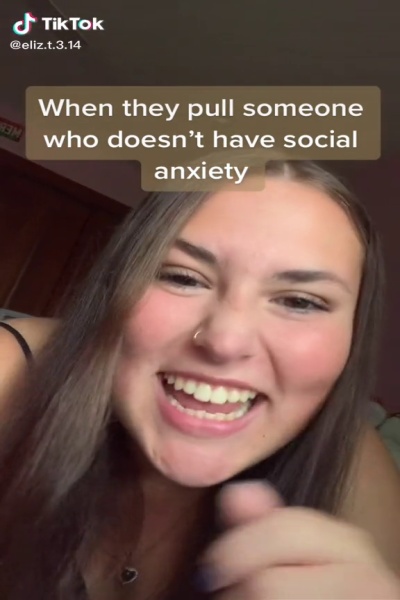 TikTok
@eliz.t.3.14
When they pull someone
who doesn't have social
anxiety